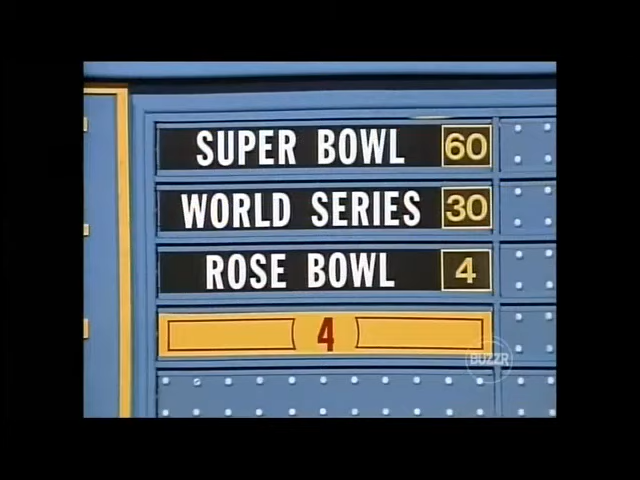 SUPER BOWL 60
WORLD SERIES 30
ROSE BOWL 4
4
BUZZR